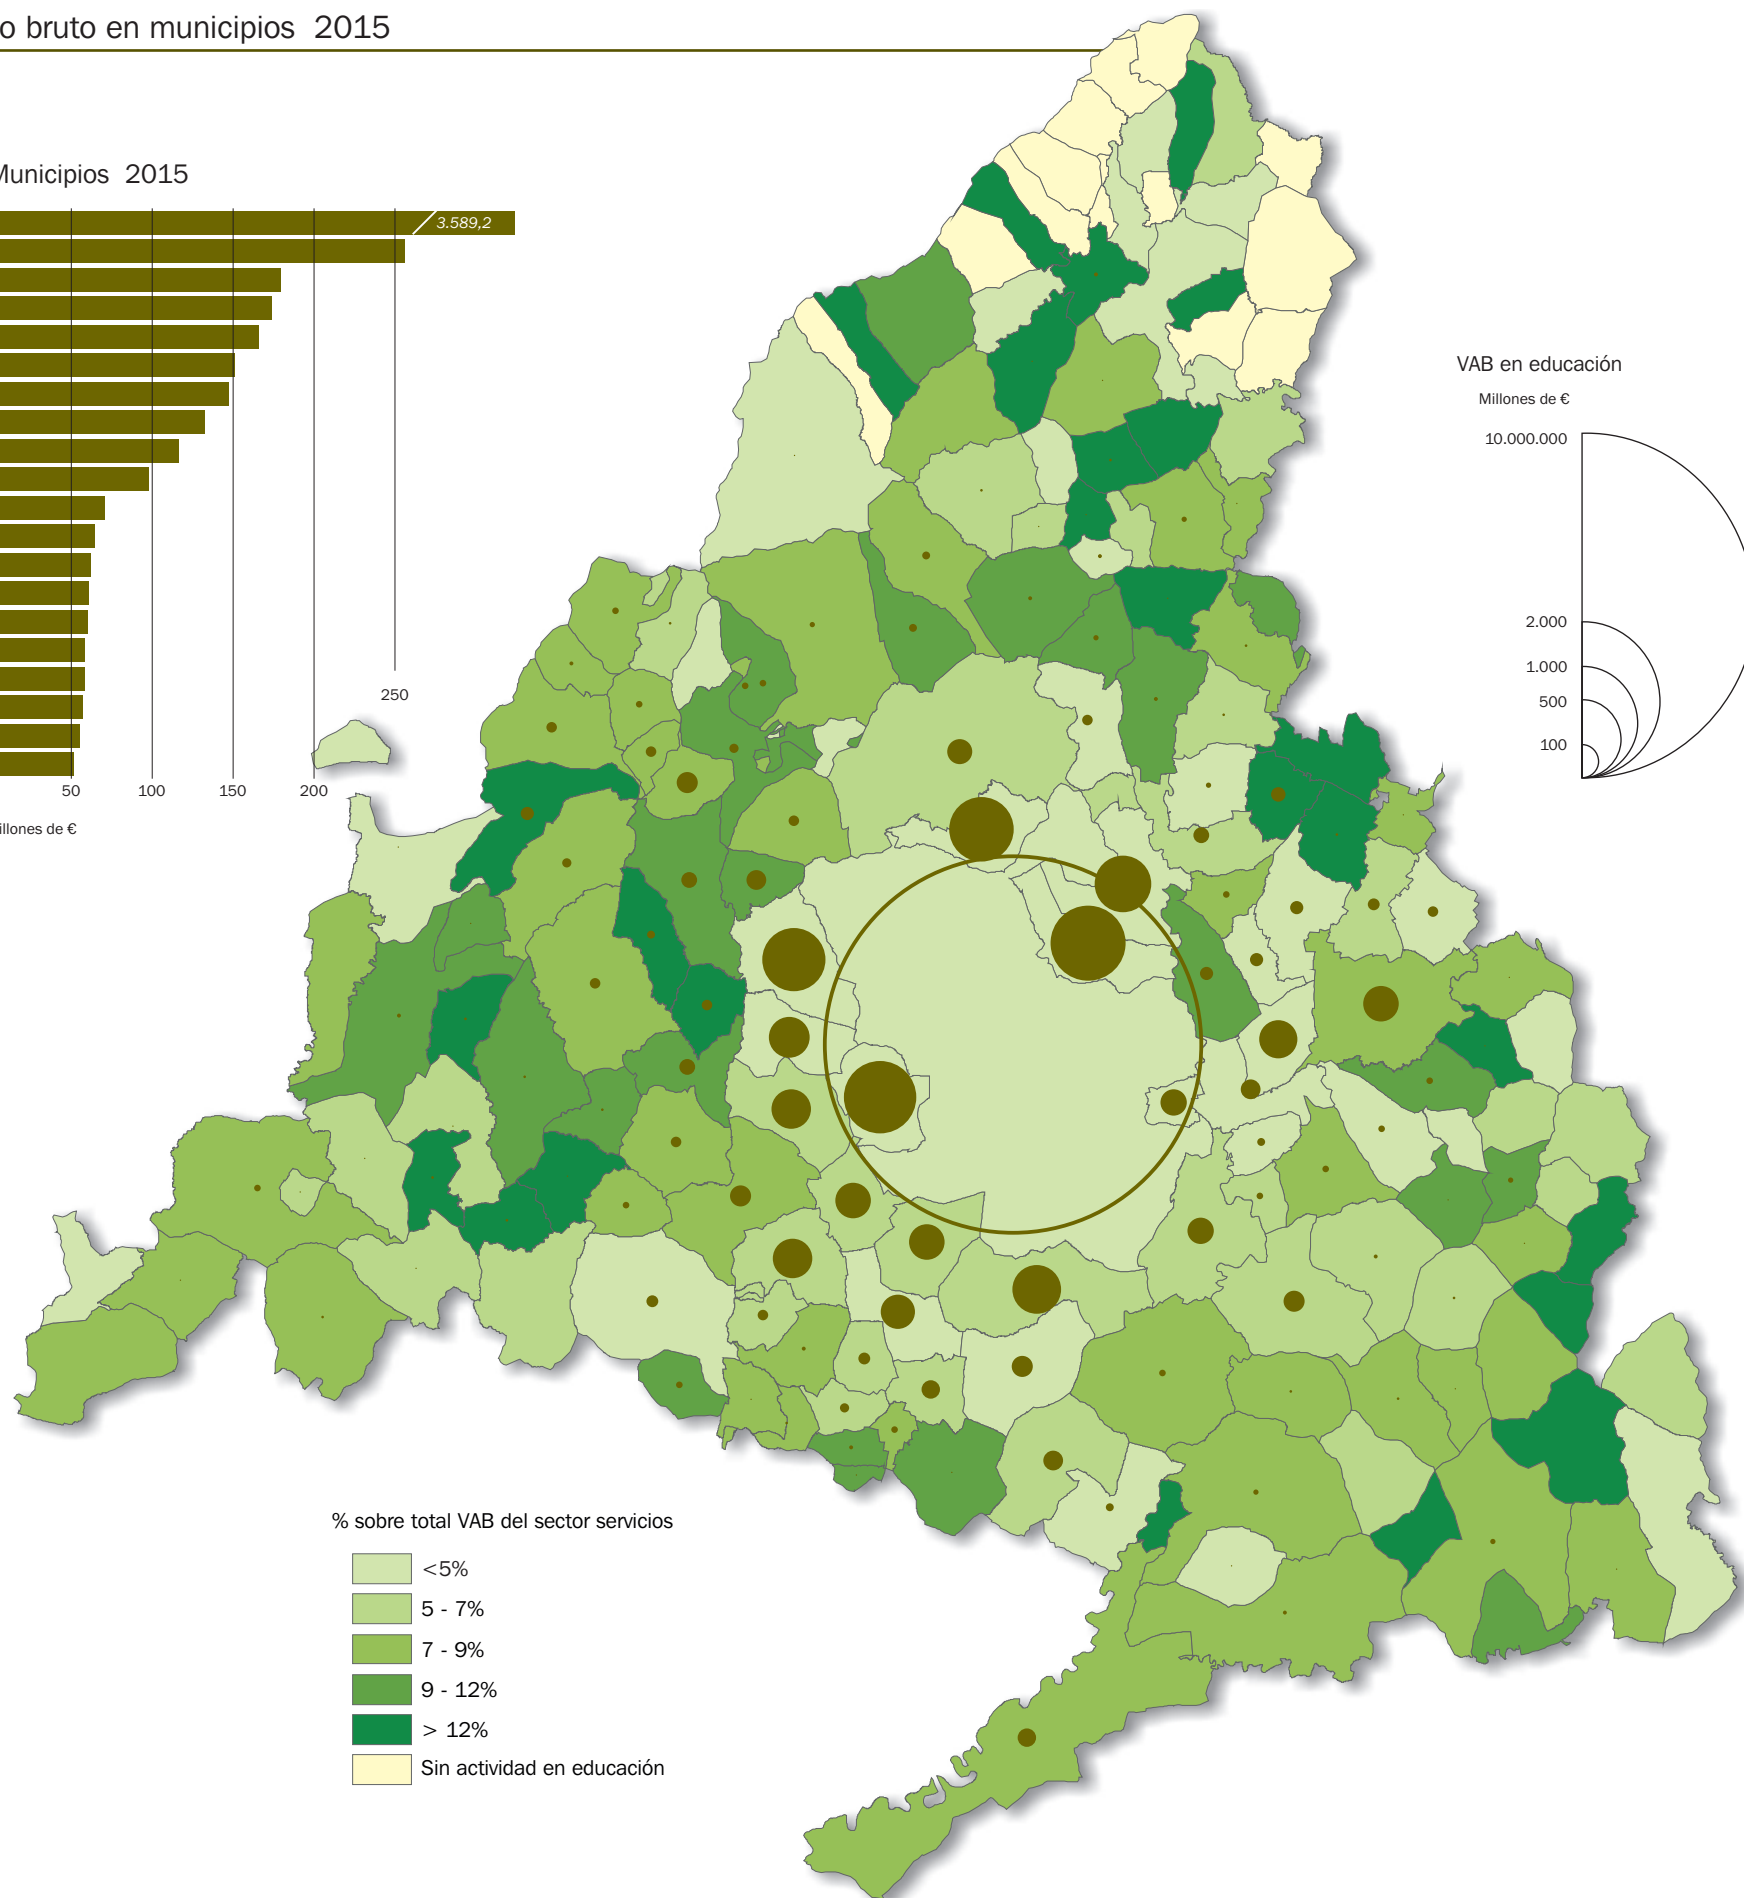 o bruto en municipios 2015
Municipios 2015
3.589,2
250
50
100
150
200
illones de €
VAB en educación
Millones de €
10.000.000
2.000
1.000
500
100
% sobre total VAB del sector servicios
<5%
5 - 7%
7 - 9%
9 - 12%
> 12%
Sin actividad en educación